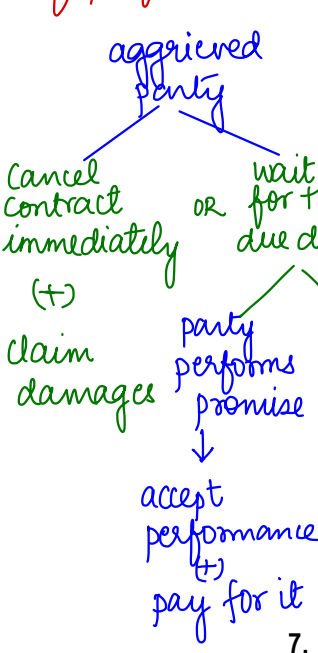 aggrieved
party
cancel
contract
immediately
(+)
claim
damages
OR
wait
for t
due d
party
performs
promise
accept
performance
(+)
pay for it
7.